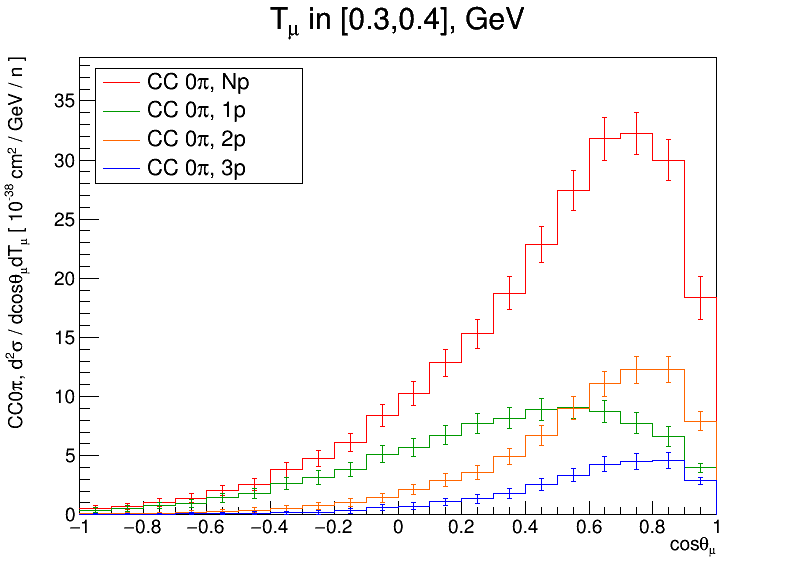 T_μ in [0.3,0.4], GeV
CC0π, d²σ / dcosθ_μdT_μ [ 10⁻³⁸ cm² / GeV / n ]
CC 0π, Np
CC 0π, 1p
CC 0π, 2p
CC 0π, 3p
35
30
25
20
15
10
5
0
−1 −0.8 −0.6 −0.4 −0.2 0 0.2 0.4 0.6 0.8 1
cosθ_μ